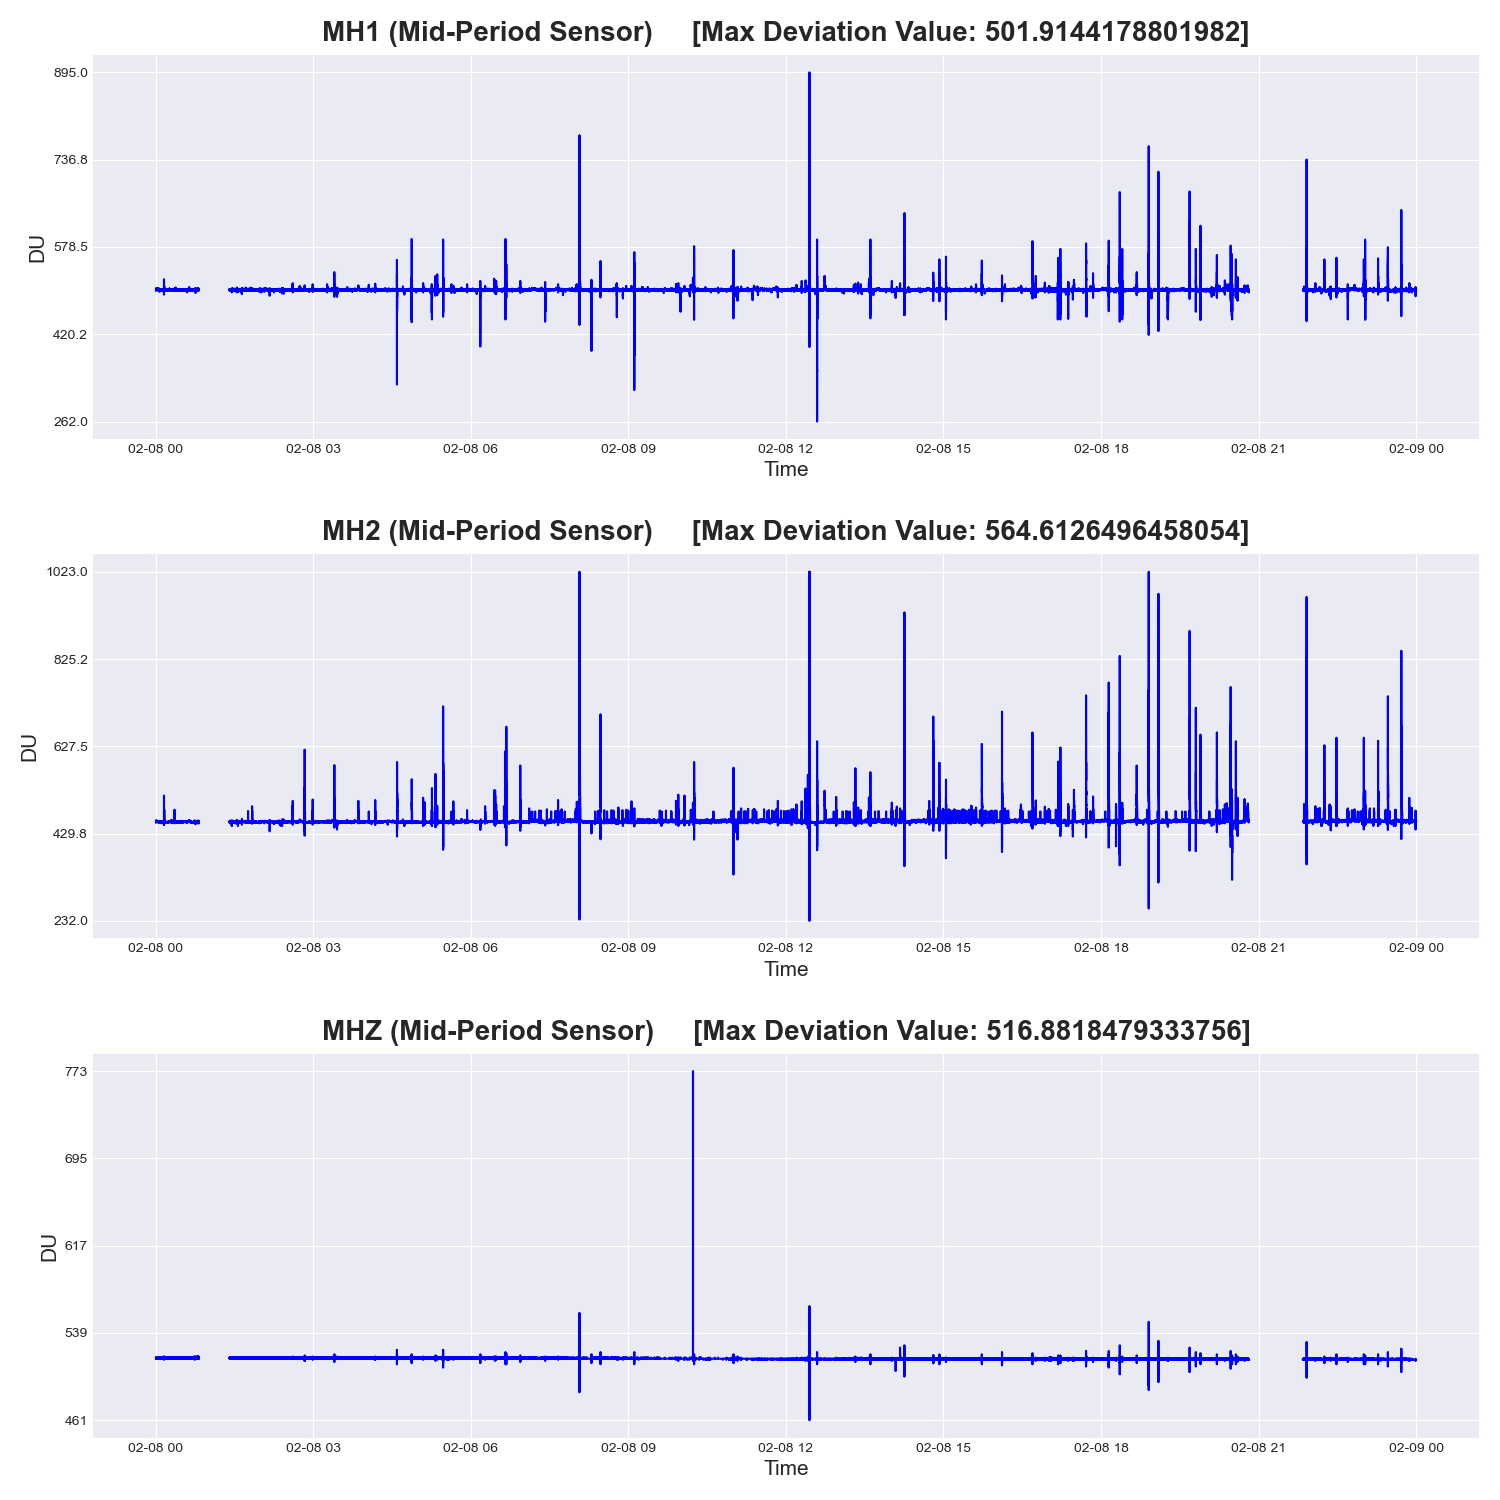 MH1 (Mid-Period Sensor) [Max Deviation Value: 501.9144178801982]
895.0
736.8
578.5
420.2
262.0
DU
02-08 00 02-08 03 02-08 06 02-08 09 02-08 12 02-08 15 02-08 18 02-08 21 02-09 00
Time
MH2 (Mid-Period Sensor) [Max Deviation Value: 564.6126496458054]
1023.0
825.2
627.5
429.8
232.0
DU
02-08 00 02-08 03 02-08 06 02-08 09 02-08 12 02-08 15 02-08 18 02-08 21 02-09 00
Time
MHZ (Mid-Period Sensor) [Max Deviation Value: 516.8818479333756]
773
695
617
539
461
DU
02-08 00 02-08 03 02-08 06 02-08 09 02-08 12 02-08 15 02-08 18 02-08 21 02-09 00
Time